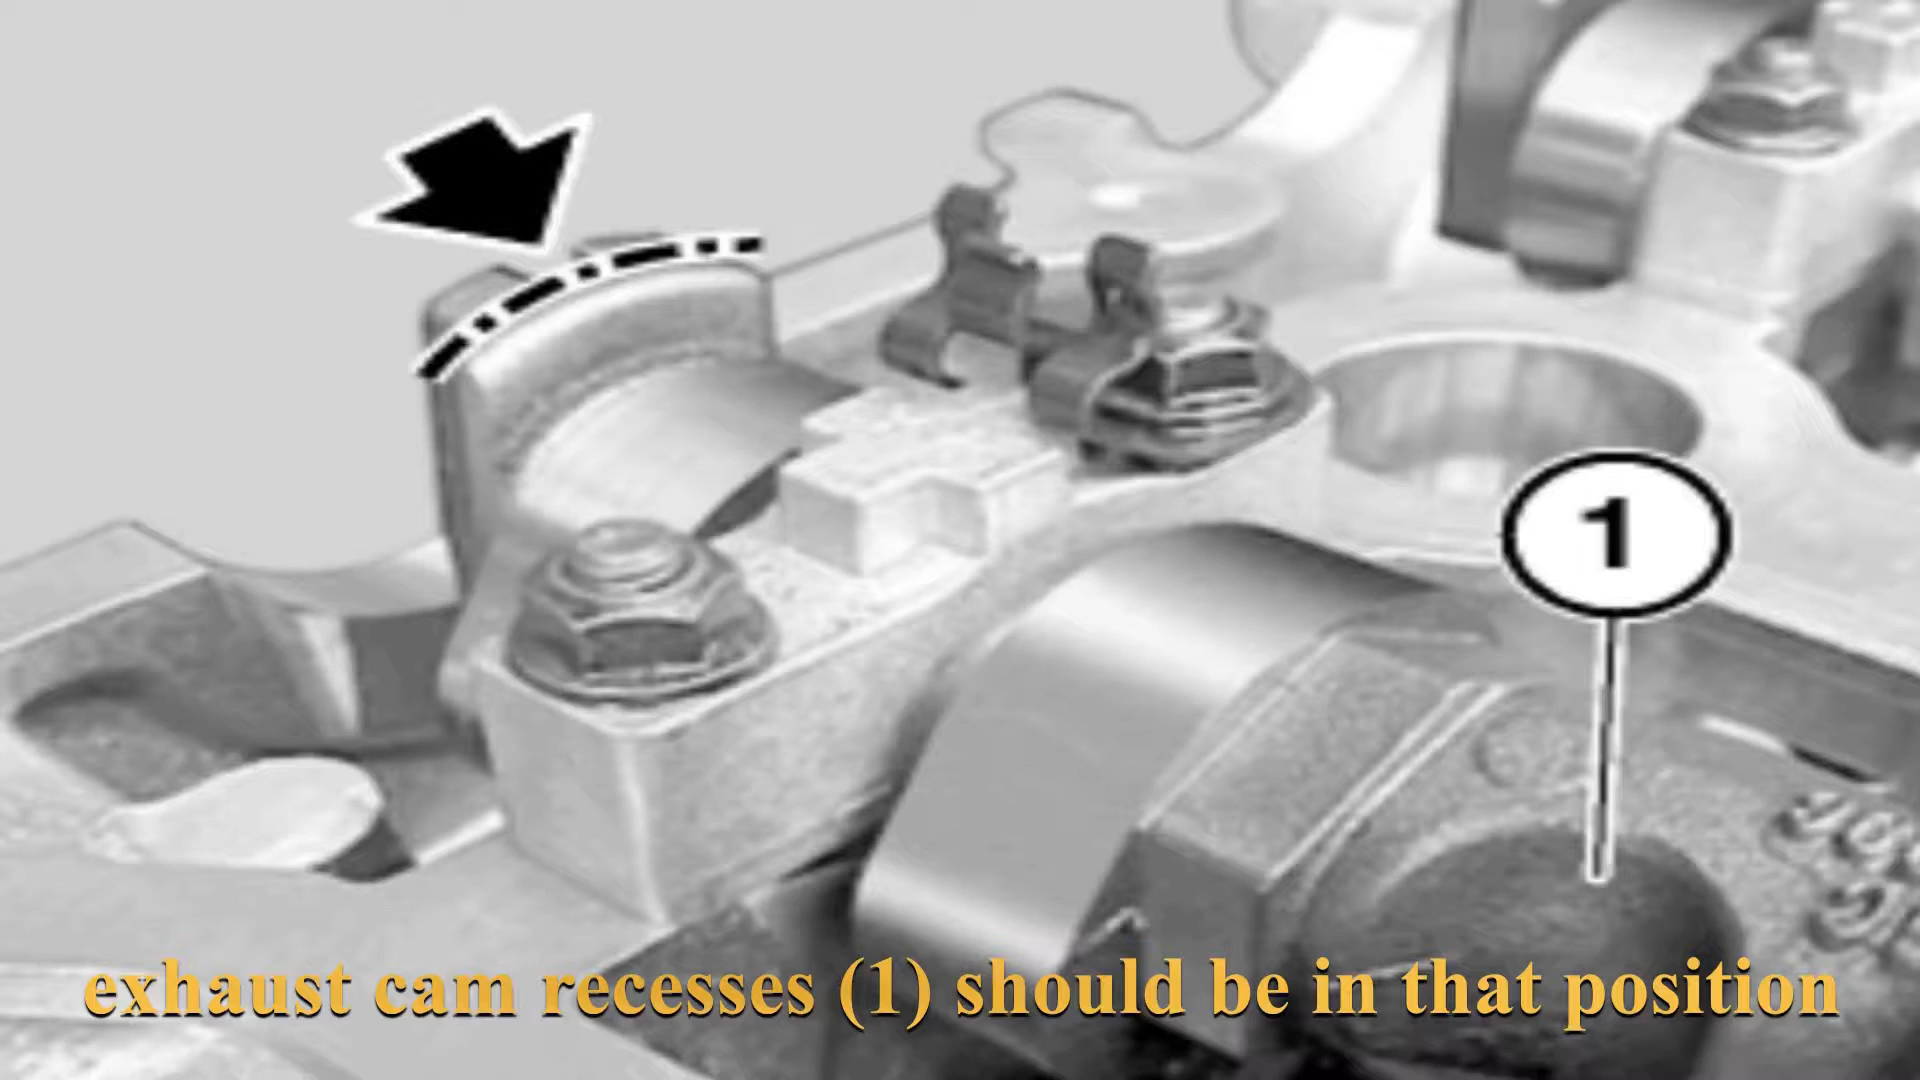 1
exhaust cam recesses (1) should be in that position